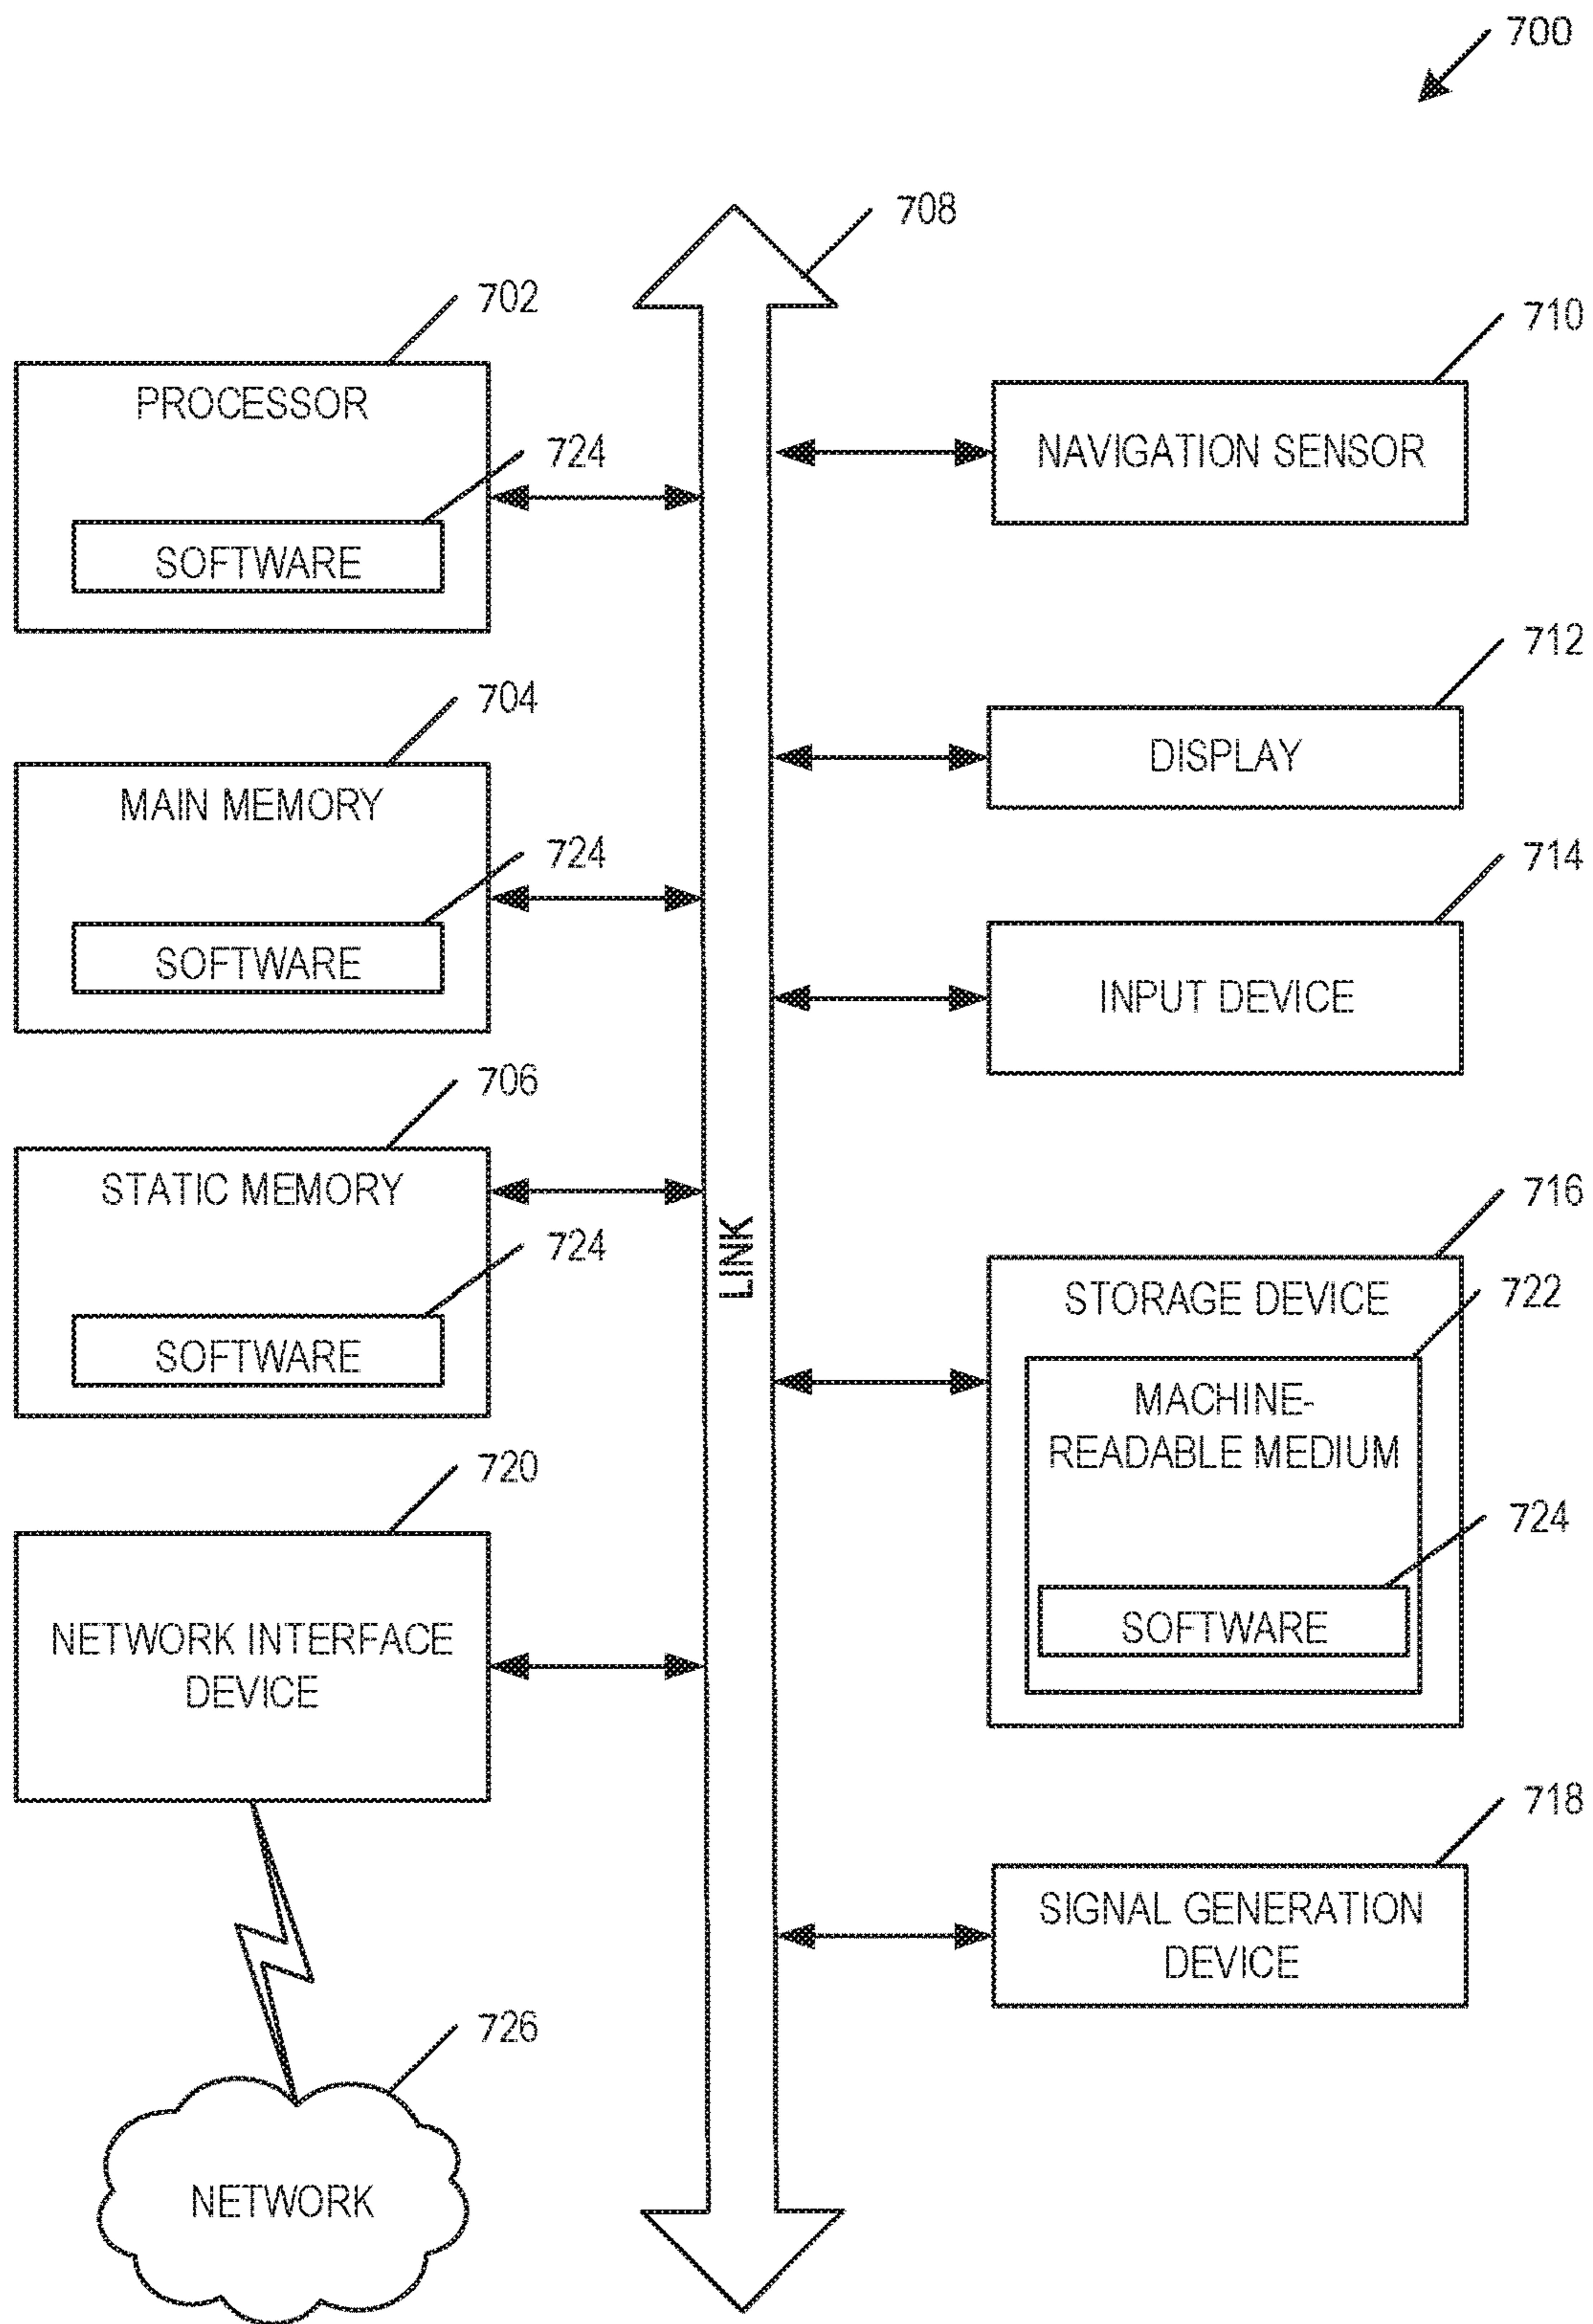 700
708
702
PROCESSOR
724
SOFTWARE
710
NAVIGATION SENSOR
712
DISPLAY
704
MAIN MEMORY
724
SOFTWARE
714
INPUT DEVICE
706
STATIC MEMORY
724
SOFTWARE
LINK
716
STORAGE DEVICE
722
MACHINE-
READABLE MEDIUM
724
SOFTWARE
720
NETWORK INTERFACE
DEVICE
718
SIGNAL GENERATION
DEVICE
726
NETWORK